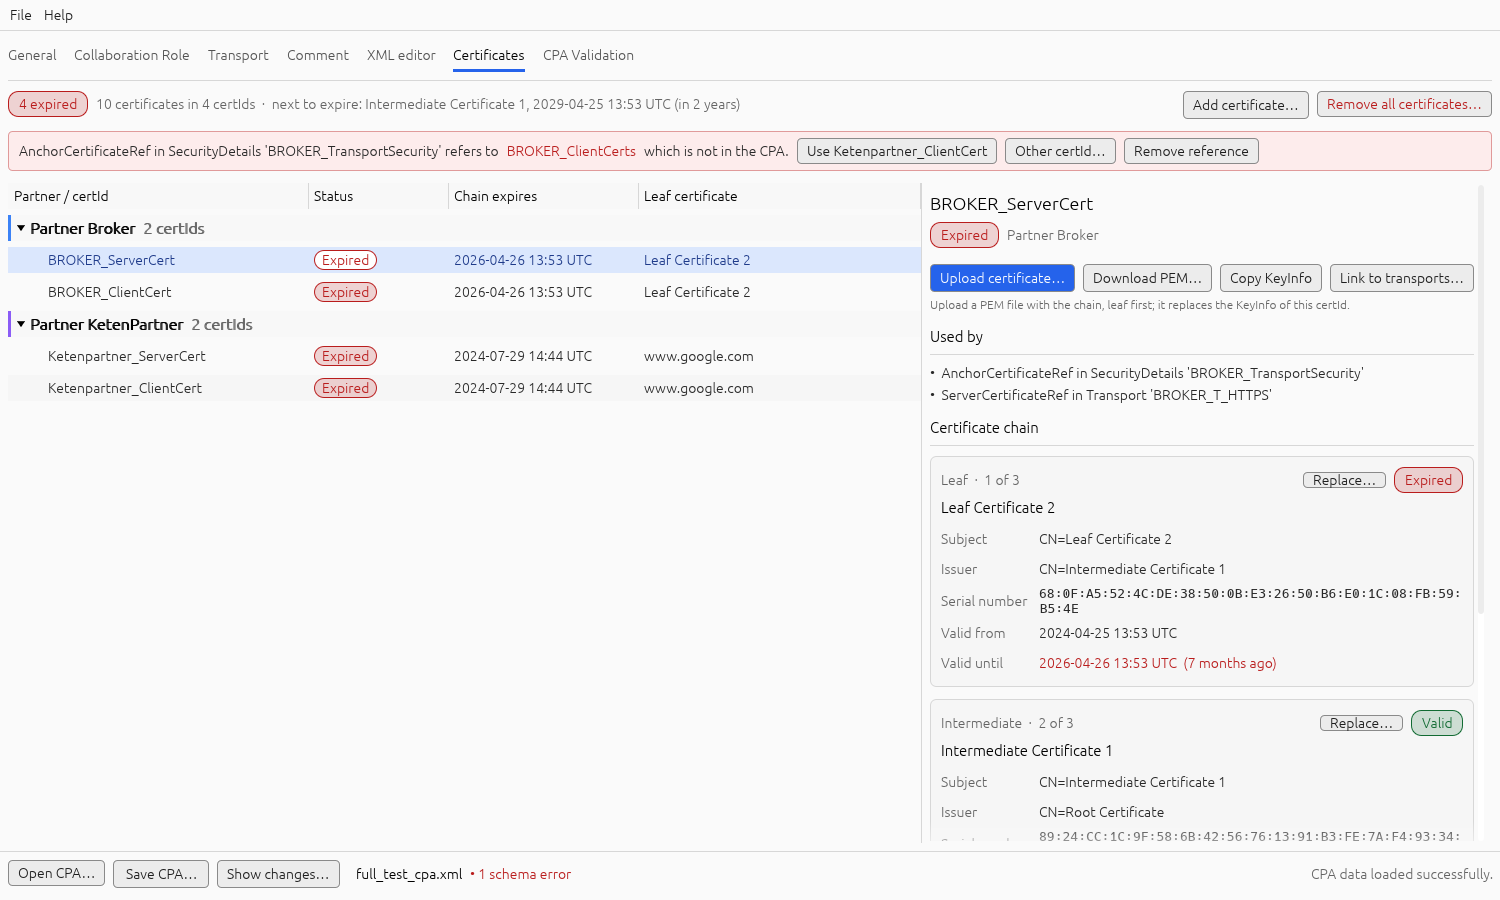 File Help
General Collaboration Role Transport Comment XML editor Certificates CPA Validation
4 expired 10 certificates in 4 certIds · next to expire: Intermediate Certificate 1, 2029-04-25 13:53 UTC (in 2 years) Add certificate… Remove all certificates…
AnchorCertificateRef in SecurityDetails 'BROKER_TransportSecurity' refers to BROKER_ClientCerts which is not in the CPA. Use Ketenpartner_ClientCert Other certId… Remove reference
Partner / certId Status Chain expires Leaf certificate
Partner Broker 2 certIds
BROKER_ServerCert Expired 2026-04-26 13:53 UTC Leaf Certificate 2
BROKER_ClientCert Expired 2026-04-26 13:53 UTC Leaf Certificate 2
Partner KetenPartner 2 certIds
Ketenpartner_ServerCert Expired 2024-07-29 14:44 UTC www.google.com
Ketenpartner_ClientCert Expired 2024-07-29 14:44 UTC www.google.com
BROKER_ServerCert
Expired Partner Broker
Upload certificate… Download PEM… Copy KeyInfo Link to transports…
Upload a PEM file with the chain, leaf first; it replaces the KeyInfo of this certId.
Used by
• AnchorCertificateRef in SecurityDetails 'BROKER_TransportSecurity'
• ServerCertificateRef in Transport 'BROKER_T_HTTPS'
Certificate chain
Leaf · 1 of 3 Replace… Expired
Leaf Certificate 2
Subject CN=Leaf Certificate 2
Issuer CN=Intermediate Certificate 1
Serial number 68:0F:A5:52:4C:DE:38:50:0B:E3:26:50:B6:E0:1C:08:FB:59:
B5:4E
Valid from 2024-04-25 13:53 UTC
Valid until 2026-04-26 13:53 UTC (7 months ago)
Intermediate · 2 of 3 Replace… Valid
Intermediate Certificate 1
Subject CN=Intermediate Certificate 1
Issuer CN=Root Certificate
89:24:CC:1C:9F:58:6B:42:56:76:13:91:B3:FE:7A:F4:93:34:
Open CPA… Save CPA… Show changes… full_test_cpa.xml • 1 schema error CPA data loaded successfully.